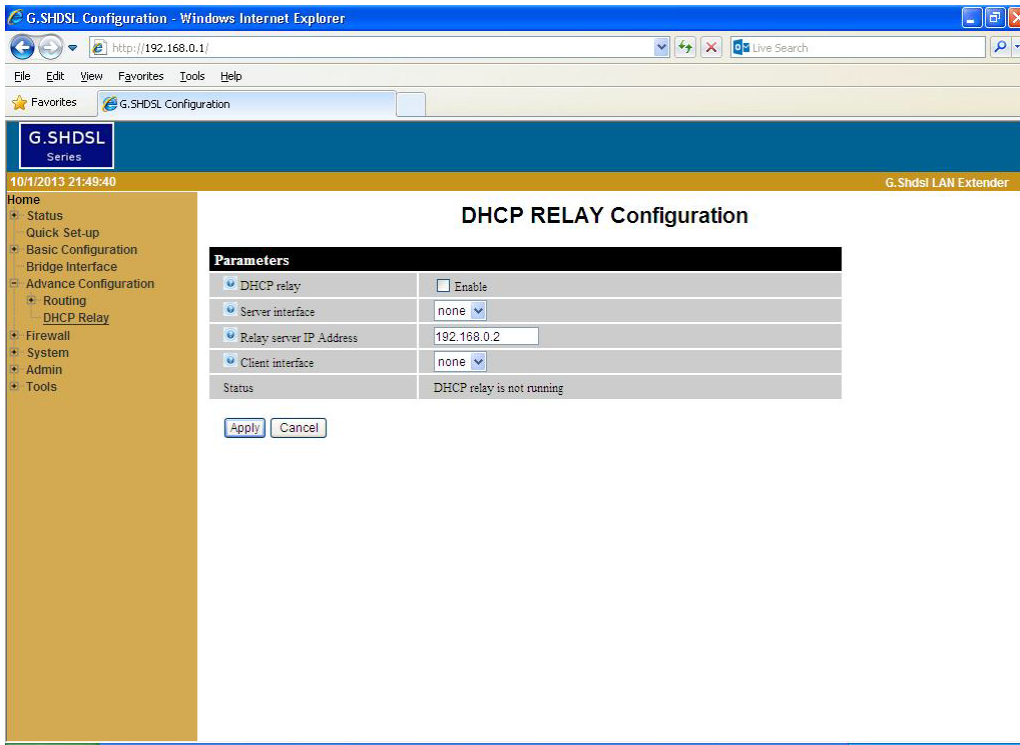 G.SHDSL Configuration - Windows Internet Explorer
http://192.168.0.1/
Live Search
File Edit View Favorites Tools Help
Favorites
G.SHDSL Configuration
G.SHDSL
Series
10/1/2013 21:49:40
G.Shdsl LAN Extender
Home
Status
Quick Set-up
Basic Configuration
Bridge Interface
Advance Configuration
Routing
DHCP Relay
Firewall
System
Admin
Tools
DHCP RELAY Configuration
Parameters
DHCP relay Enable
Server interface none
Relay server IP Address 192.168.0.2
Client interface none
Status DHCP relay is not running
Apply Cancel